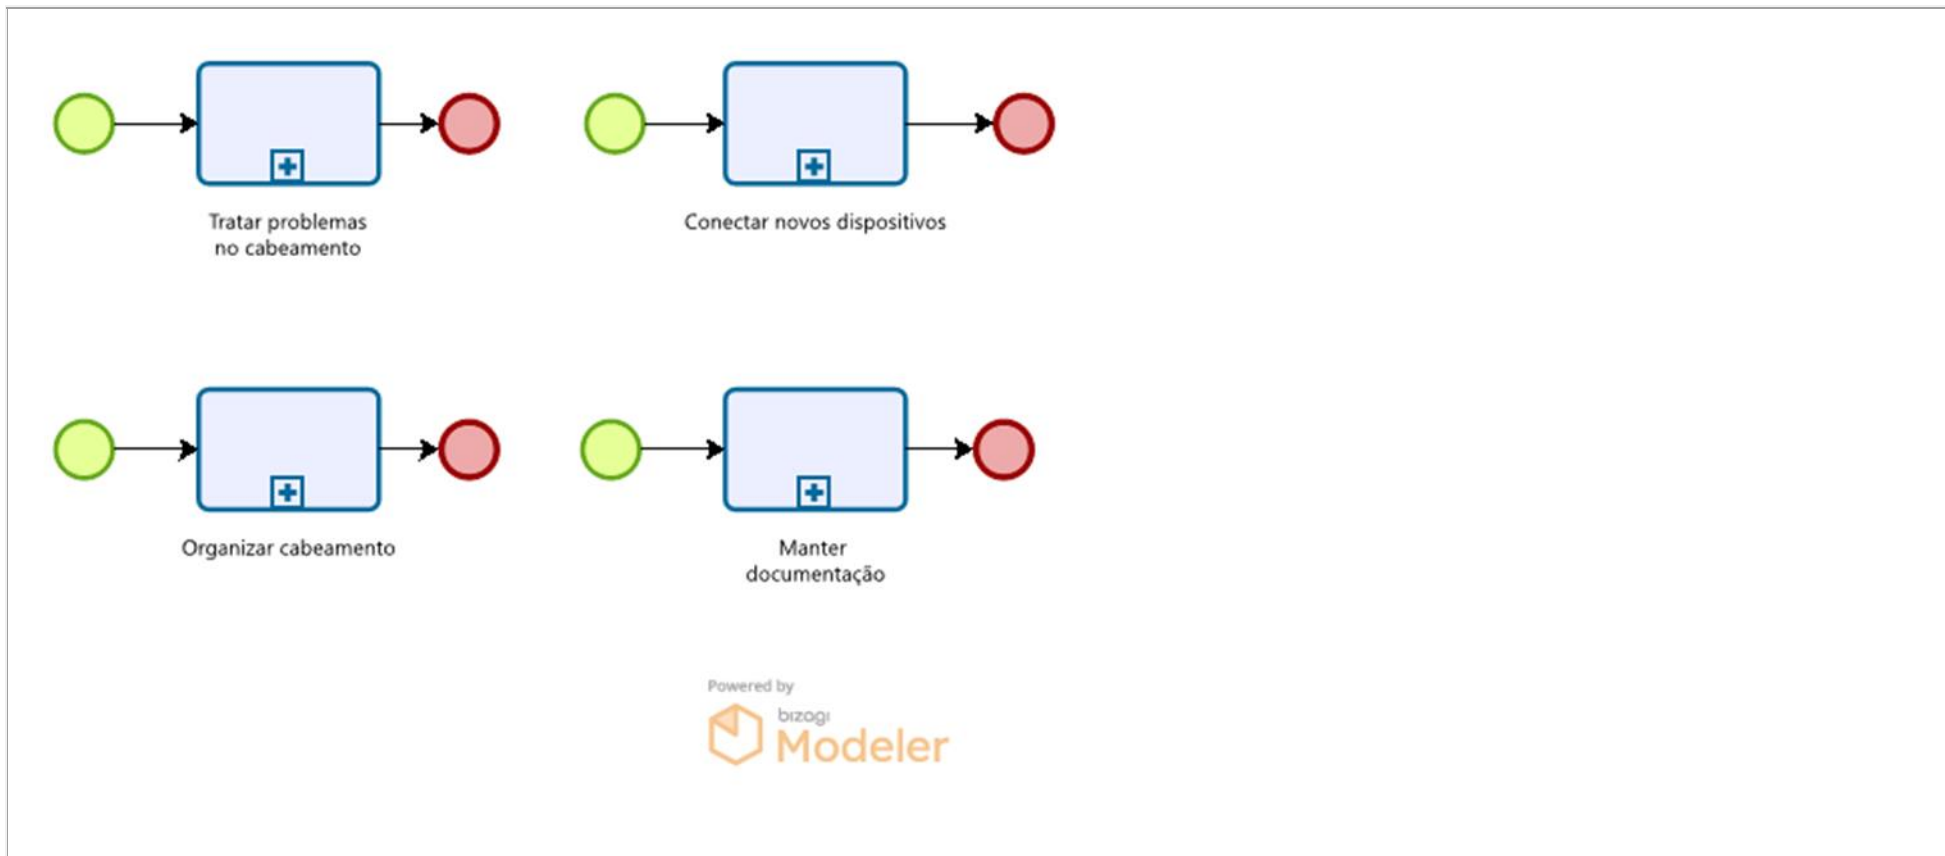 Tratar problemas
no cabeamento
Conectar novos dispositivos
Organizar cabeamento
Manter
documentação
Powered by
bizagi
Modeler